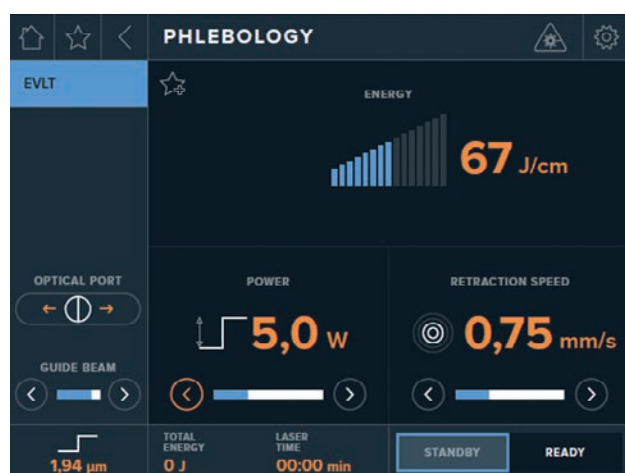 PHLEBOLOGY
EVLT
ENERGY
67 J/cm
OPTICAL PORT
POWER
5,0 W
RETRACTION SPEED
0,75 mm/s
GUIDE BEAM
1,94 µm
TOTAL ENERGY
0 J
LASER TIME
00:00 min
STANDBY
READY